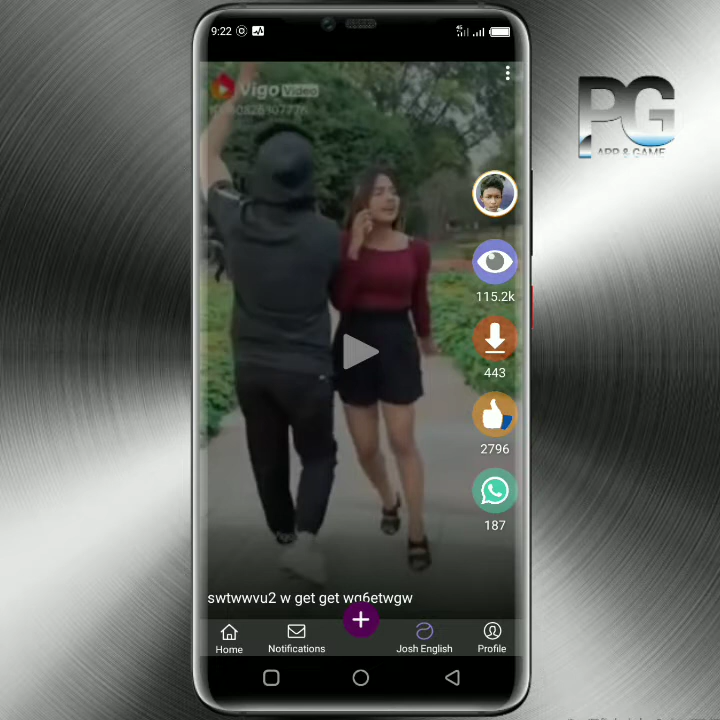 9:22
4G
Vigo Video
PG
APP & GAME
115.2k
443
2796
187
swtwwvu2 w get get wg6etwgw
Home
Notifications
Josh English
Profile